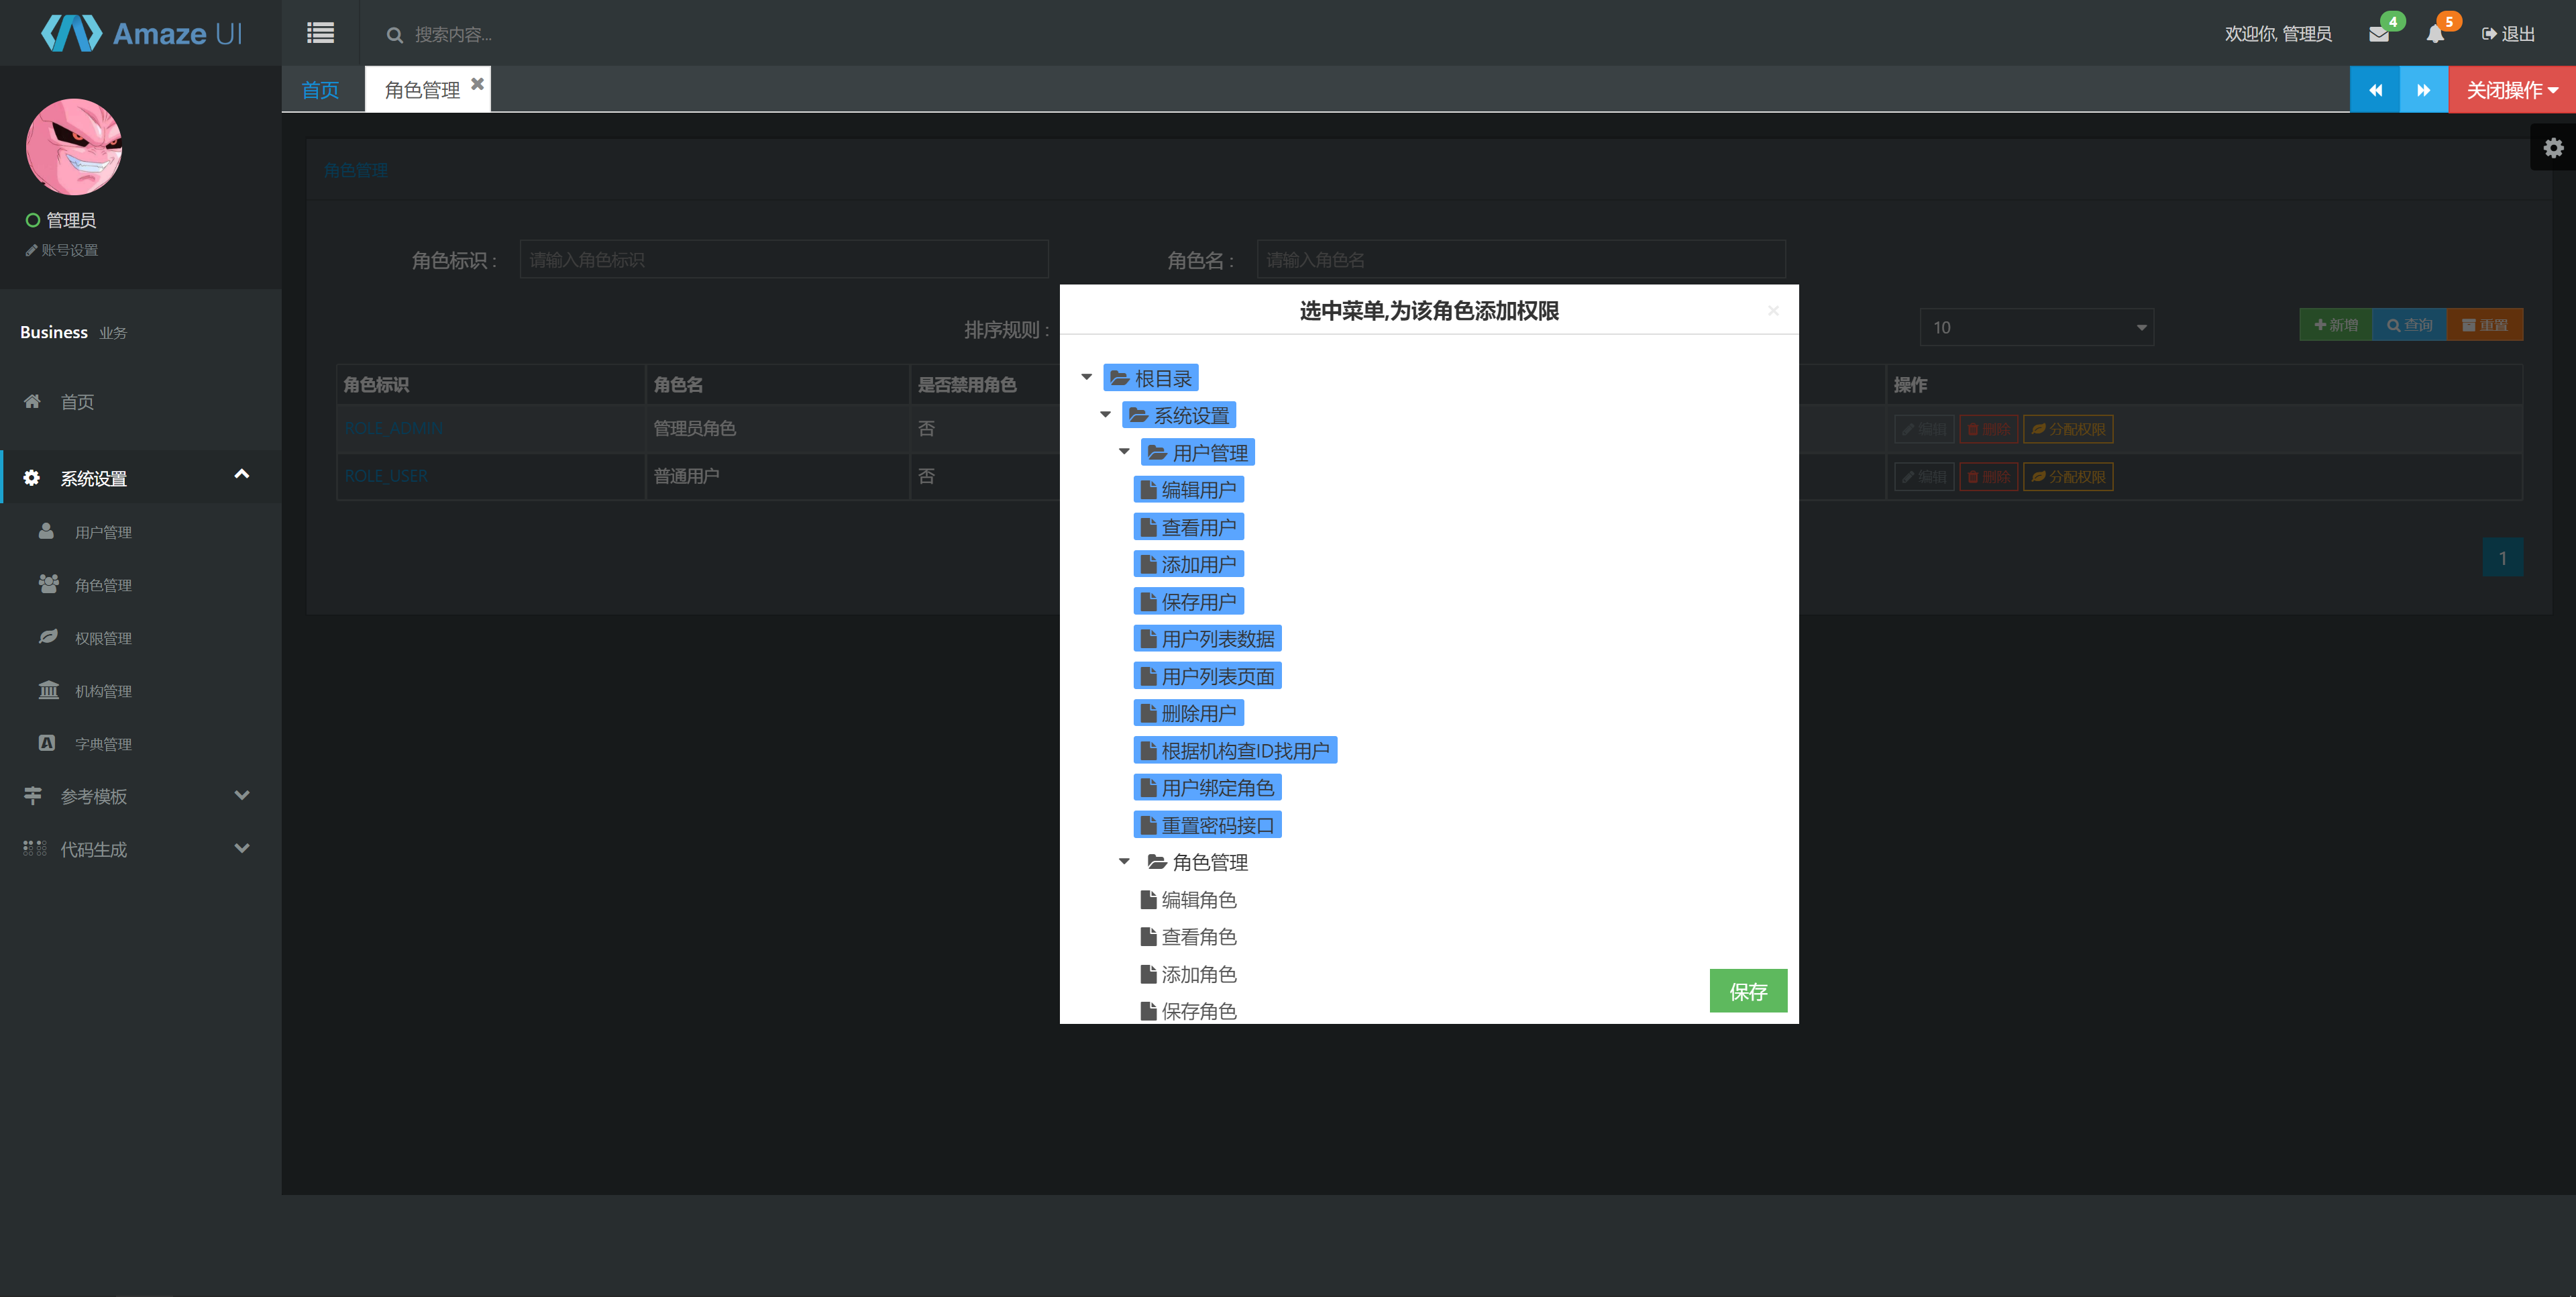 Amaze UI
搜索内容...
欢迎你, 管理员
4
5
退出
首页
角色管理
关闭操作
管理员
账号设置
Business 业务
首页
系统设置
用户管理
角色管理
权限管理
机构管理
字典管理
参考模板
代码生成
角色管理
角色标识 :
请输入角色标识
角色名 :
请输入角色名
排序规则 :
10
新增
查询
重置
角色标识
角色名
是否禁用角色
操作
ROLE_ADMIN
管理员角色
否
编辑
删除
分配权限
ROLE_USER
普通用户
否
编辑
删除
分配权限
1
选中菜单,为该角色添加权限
×
根目录
系统设置
用户管理
编辑用户
查看用户
添加用户
保存用户
用户列表数据
用户列表页面
删除用户
根据机构查ID找用户
用户绑定角色
重置密码接口
角色管理
编辑角色
查看角色
添加角色
保存角色
保存